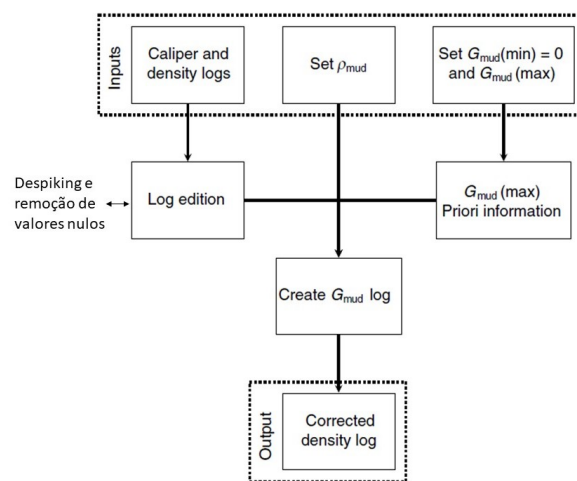 Inputs
Caliper and
density logs
Set ρmud
Set Gmud(min) = 0
and Gmud (max)
Despiking e
remoção de
valores nulos
Log edition
Gmud (max)
Priori information
Create Gmud log
Output
Corrected
density log